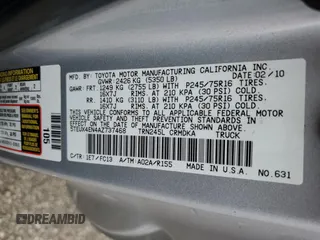 MFD. BY: TOYOTA MOTOR MANUFACTURING CALIFORNIA INC.
GVWR: 2426 KG (5350 LB) DATE: 02/10
GAWR: FRT. 1249 KG (2755 LB) WITH P245/75R16 TIRES,
16X7J RIMS, AT 210 KPA (30 PSI) COLD.
RR. 1410 KG (3110 LB) WITH P245/75R16 TIRES,
16X7J RIMS, AT 210 KPA (30 PSI) COLD.
THIS VEHICLE CONFORMS TO ALL APPLICABLE FEDERAL MOTOR
VEHICLE SAFETY AND THEFT PREVENTION STANDARDS IN
EFFECT ON THE DATE OF MANUFACTURE SHOWN ABOVE.
5TEUX4EN4AZ737468 TRN245L CRMDKA TRUCK
C/TR: 1E7/FC13 A/TM: A02A/R155 MADE IN U.S.A.
NO. 631
105
DREAMBID